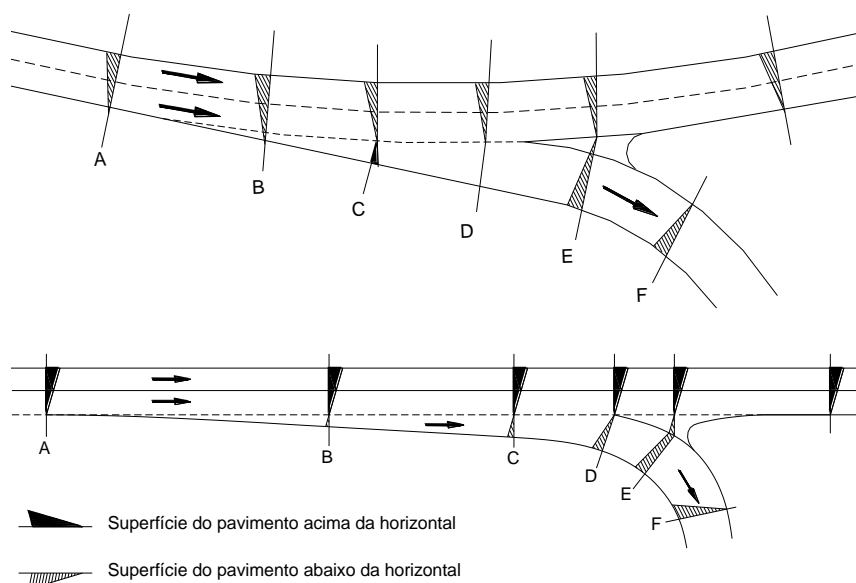 A
B
C
D
E
F
A
B
C
D
E
F
Superfície do pavimento acima da horizontal
Superfície do pavimento abaixo da horizontal